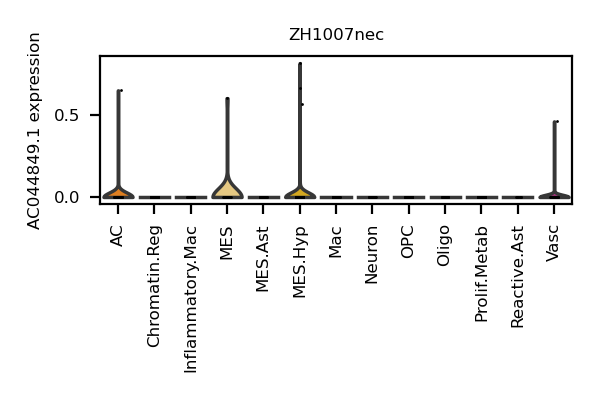 ZH1007nec
AC044849.1 expression
0.5
0.0
AC
Chromatin.Reg
Inflammatory.Mac
MES
MES.Ast
MES.Hyp
Mac
Neuron
OPC
Oligo
Prolif.Metab
Reactive.Ast
Vasc